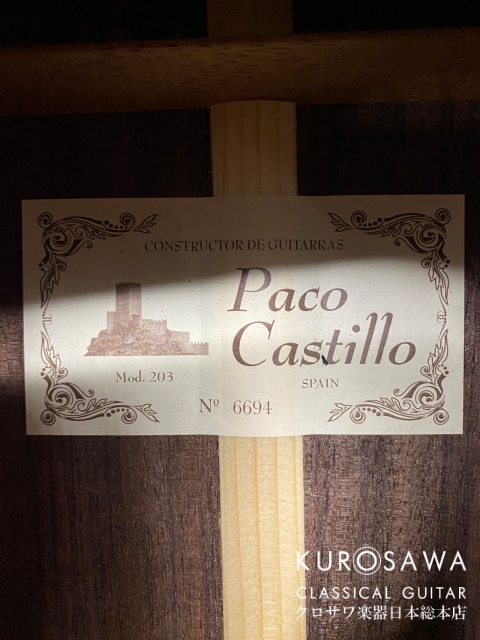 CONSTRUCTOR DE GUITARRAS
Paco
Castillo
SPAIN
Mod. 203
Nº 6694
KUROSAWA
CLASSICAL GUITAR
クロサワ楽器日本総本店